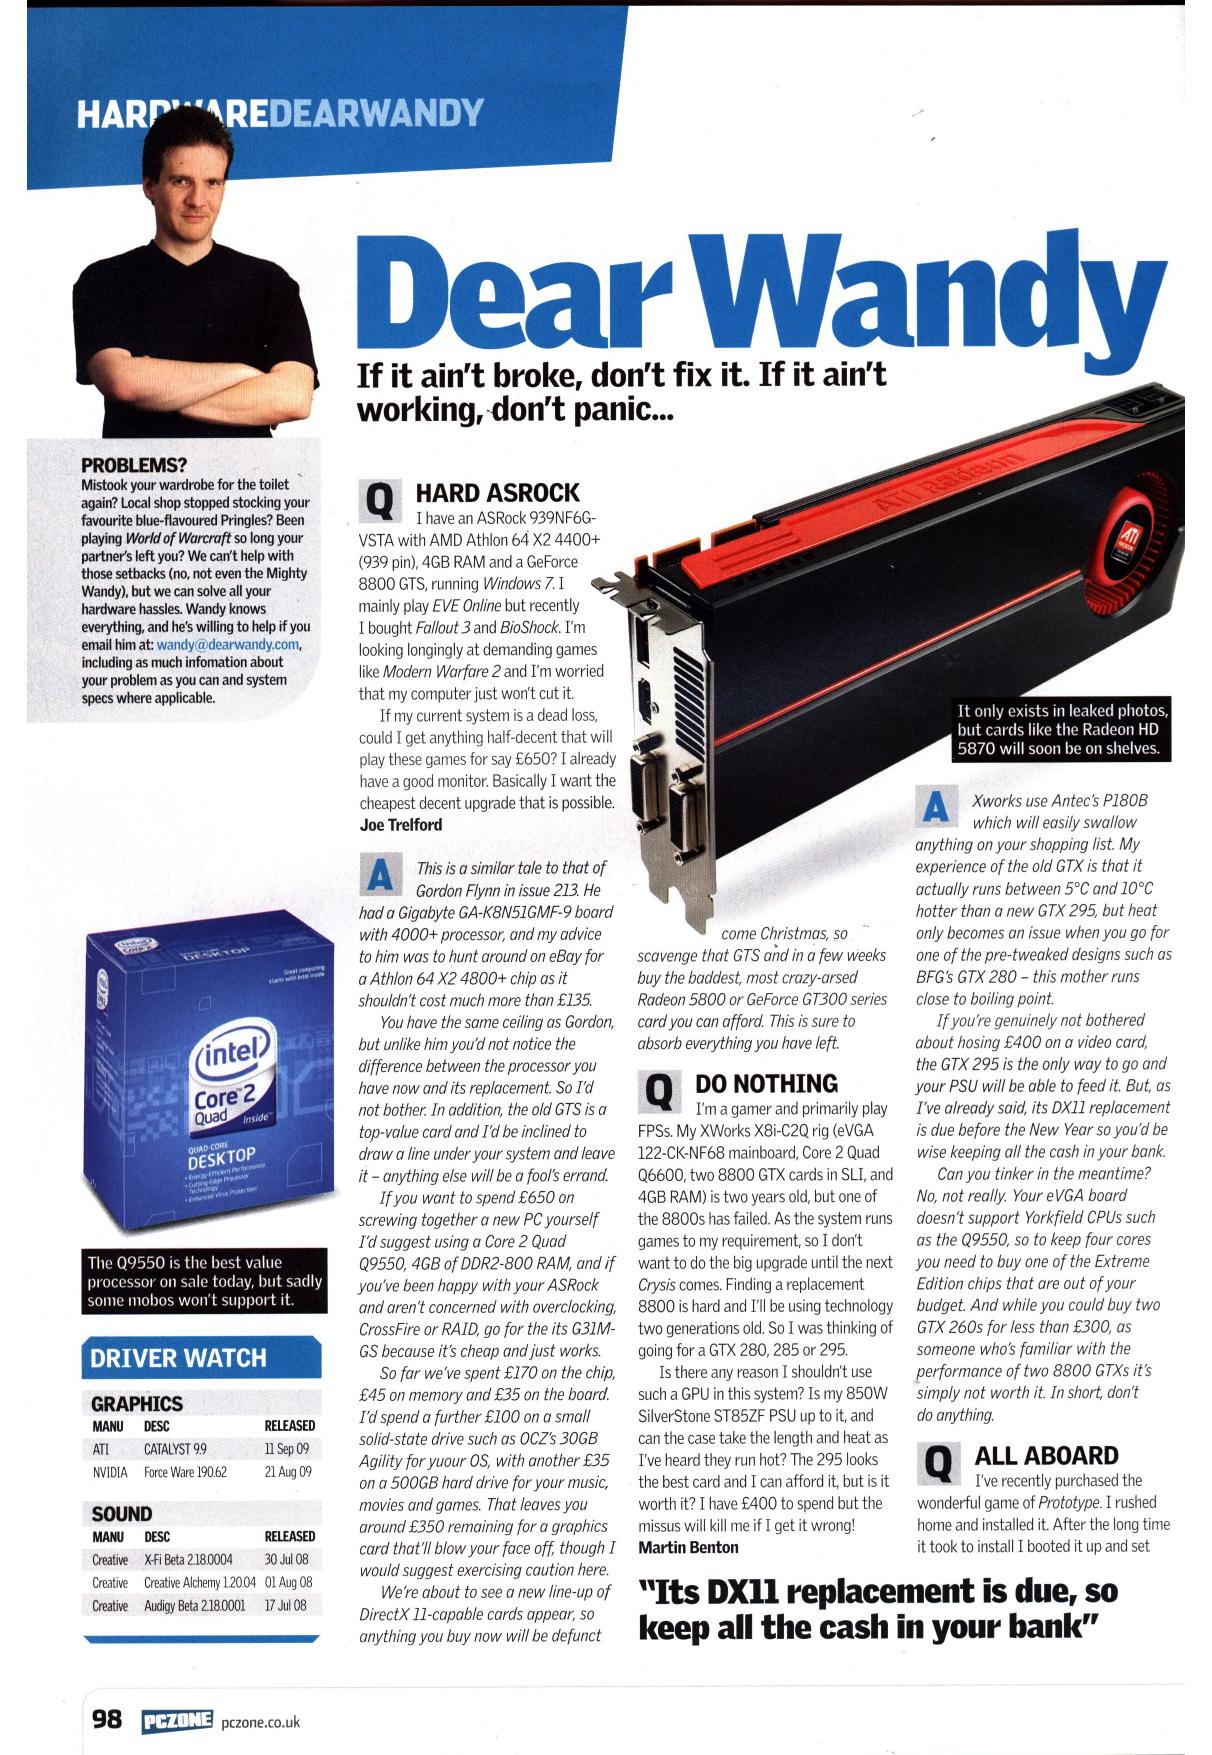 HARDWAREDEARWANDY
Dear Wandy
If it ain't broke, don't fix it. If it ain't
working, don't panic...
PROBLEMS?
Mistook your wardrobe for the toilet
again? Local shop stopped stocking your
favourite blue-flavoured Pringles? Been
playing World of Warcraft so long your
partner's left you? We can't help with
those setbacks (no, not even the Mighty
Wandy), but we can solve all your
hardware hassles. Wandy knows
everything, and he's willing to help if you
email him at: wandy@dearwandy.com,
including as much infomation about
your problem as you can and system
specs where applicable.
intel
Core™2
Quad
inside™
QUAD-CORE
DESKTOP
• Energy-Efficient Performance
• Cutting-Edge Processor
Technology
• Enhanced Virus Protection
DESKTOP
Great computing
starts with Intel inside
The Q9550 is the best value
processor on sale today, but sadly
some mobos won't support it.
DRIVER WATCH
GRAPHICS
MANU DESC RELEASED
ATI CATALYST 9.9 11 Sep 09
NVIDIA Force Ware 190.62 21 Aug 09
SOUND
MANU DESC RELEASED
Creative X-Fi Beta 2.18.0004 30 Jul 08
Creative Creative Alchemy 1.20.04 01 Aug 08
Creative Audigy Beta 2.18.0001 17 Jul 08
Q HARD ASROCK
I have an ASRock 939NF6G-
VSTA with AMD Athlon 64 X2 4400+
(939 pin), 4GB RAM and a GeForce
8800 GTS, running Windows 7. I
mainly play EVE Online but recently
I bought Fallout 3 and BioShock. I'm
looking longingly at demanding games
like Modern Warfare 2 and I'm worried
that my computer just won't cut it.
If my current system is a dead loss,
could I get anything half-decent that will
play these games for say £650? I already
have a good monitor. Basically I want the
cheapest decent upgrade that is possible.
Joe Trelford
A This is a similar tale to that of
Gordon Flynn in issue 213. He
had a Gigabyte GA-K8N51GMF-9 board
with 4000+ processor, and my advice
to him was to hunt around on eBay for
a Athlon 64 X2 4800+ chip as it
shouldn't cost much more than £135.
You have the same ceiling as Gordon,
but unlike him you'd not notice the
difference between the processor you
have now and its replacement. So I'd
not bother. In addition, the old GTS is a
top-value card and I'd be inclined to
draw a line under your system and leave
it – anything else will be a fool's errand.
If you want to spend £650 on
screwing together a new PC yourself
I'd suggest using a Core 2 Quad
Q9550, 4GB of DDR2-800 RAM, and if
you've been happy with your ASRock
and aren't concerned with overclocking,
CrossFire or RAID, go for the its G31M-
GS because it's cheap and just works.
So far we've spent £170 on the chip,
£45 on memory and £35 on the board.
I'd spend a further £100 on a small
solid-state drive such as OCZ's 30GB
Agility for yuour OS, with another £35
on a 500GB hard drive for your music,
movies and games. That leaves you
around £350 remaining for a graphics
card that'll blow your face off, though I
would suggest exercising caution here.
We're about to see a new line-up of
DirectX 11-capable cards appear, so
anything you buy now will be defunct
ATI Radeon
ATI
RADEON
It only exists in leaked photos,
but cards like the Radeon HD
5870 will soon be on shelves.
come Christmas, so
scavenge that GTS and in a few weeks
buy the baddest, most crazy-arsed
Radeon 5800 or GeForce GT300 series
card you can afford. This is sure to
absorb everything you have left.
Q DO NOTHING
I'm a gamer and primarily play
FPSs. My XWorks X8i-C2Q rig (eVGA
122-CK-NF68 mainboard, Core 2 Quad
Q6600, two 8800 GTX cards in SLI, and
4GB RAM) is two years old, but one of
the 8800s has failed. As the system runs
games to my requirement, so I don't
want to do the big upgrade until the next
Crysis comes. Finding a replacement
8800 is hard and I'll be using technology
two generations old. So I was thinking of
going for a GTX 280, 285 or 295.
Is there any reason I shouldn't use
such a GPU in this system? Is my 850W
SilverStone ST85ZF PSU up to it, and
can the case take the length and heat as
I've heard they run hot? The 295 looks
the best card and I can afford it, but is it
worth it? I have £400 to spend but the
missus will kill me if I get it wrong!
Martin Benton
A Xworks use Antec's P180B
which will easily swallow
anything on your shopping list. My
experience of the old GTX is that it
actually runs between 5°C and 10°C
hotter than a new GTX 295, but heat
only becomes an issue when you go for
one of the pre-tweaked designs such as
BFG's GTX 280 – this mother runs
close to boiling point.
If you're genuinely not bothered
about hosing £400 on a video card,
the GTX 295 is the only way to go and
your PSU will be able to feed it. But, as
I've already said, its DX11 replacement
is due before the New Year so you'd be
wise keeping all the cash in your bank.
Can you tinker in the meantime?
No, not really. Your eVGA board
doesn't support Yorkfield CPUs such
as the Q9550, so to keep four cores
you need to buy one of the Extreme
Edition chips that are out of your
budget. And while you could buy two
GTX 260s for less than £300, as
someone who's familiar with the
performance of two 8800 GTXs it's
simply not worth it. In short, don't
do anything.
Q ALL ABOARD
I've recently purchased the
wonderful game of Prototype. I rushed
home and installed it. After the long time
it took to install I booted it up and set
"Its DX11 replacement is due, so
keep all the cash in your bank"
98 PCZONE pczone.co.uk